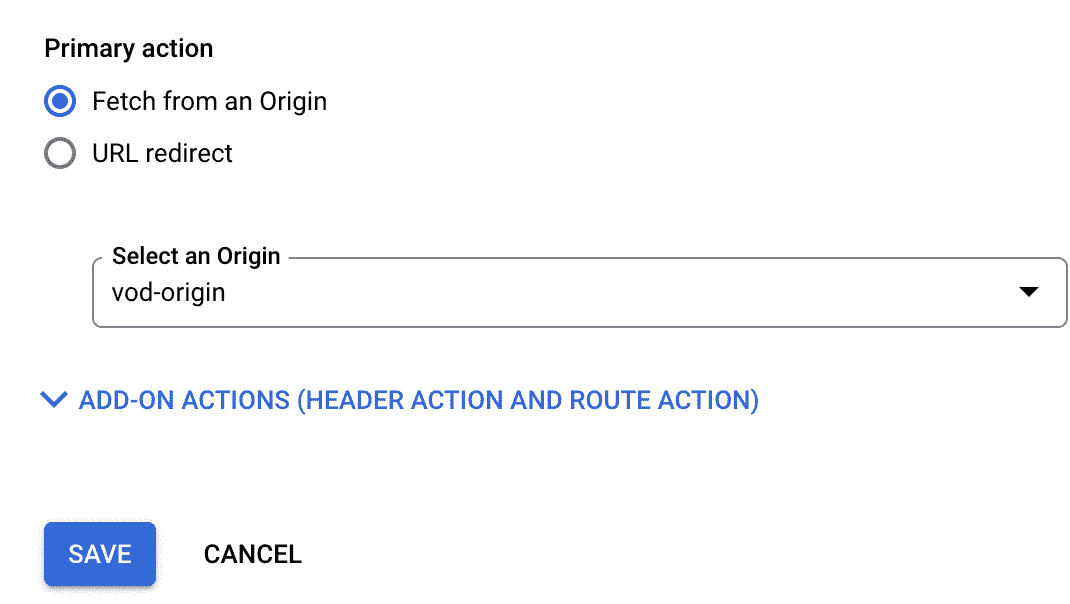 Primary action
Fetch from an Origin
URL redirect
Select an Origin
vod-origin
ADD-ON ACTIONS (HEADER ACTION AND ROUTE ACTION)
SAVE CANCEL